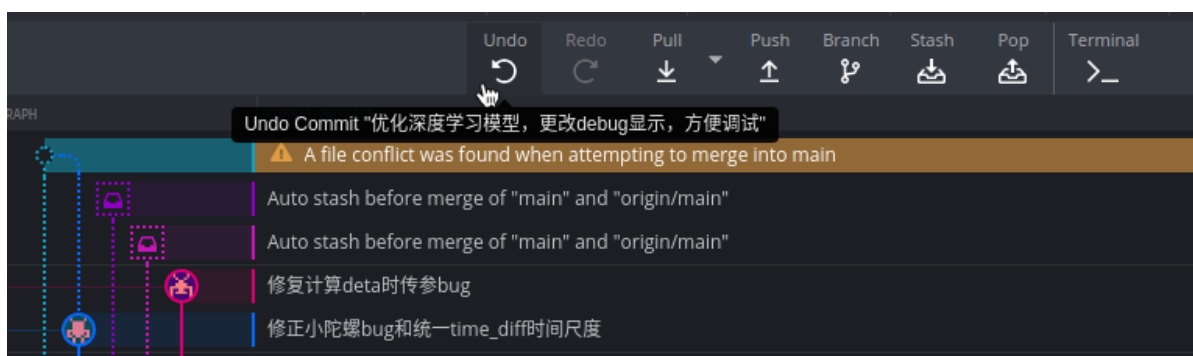 Undo Redo Pull Push Branch Stash Pop Terminal
RAPH
Undo Commit "优化深度学习模型，更改debug显示，方便调试"
A file conflict was found when attempting to merge into main
Auto stash before merge of "main" and "origin/main"
Auto stash before merge of "main" and "origin/main"
修复计算deta时传参bug
修正小陀螺bug和统一time_diff时间尺度